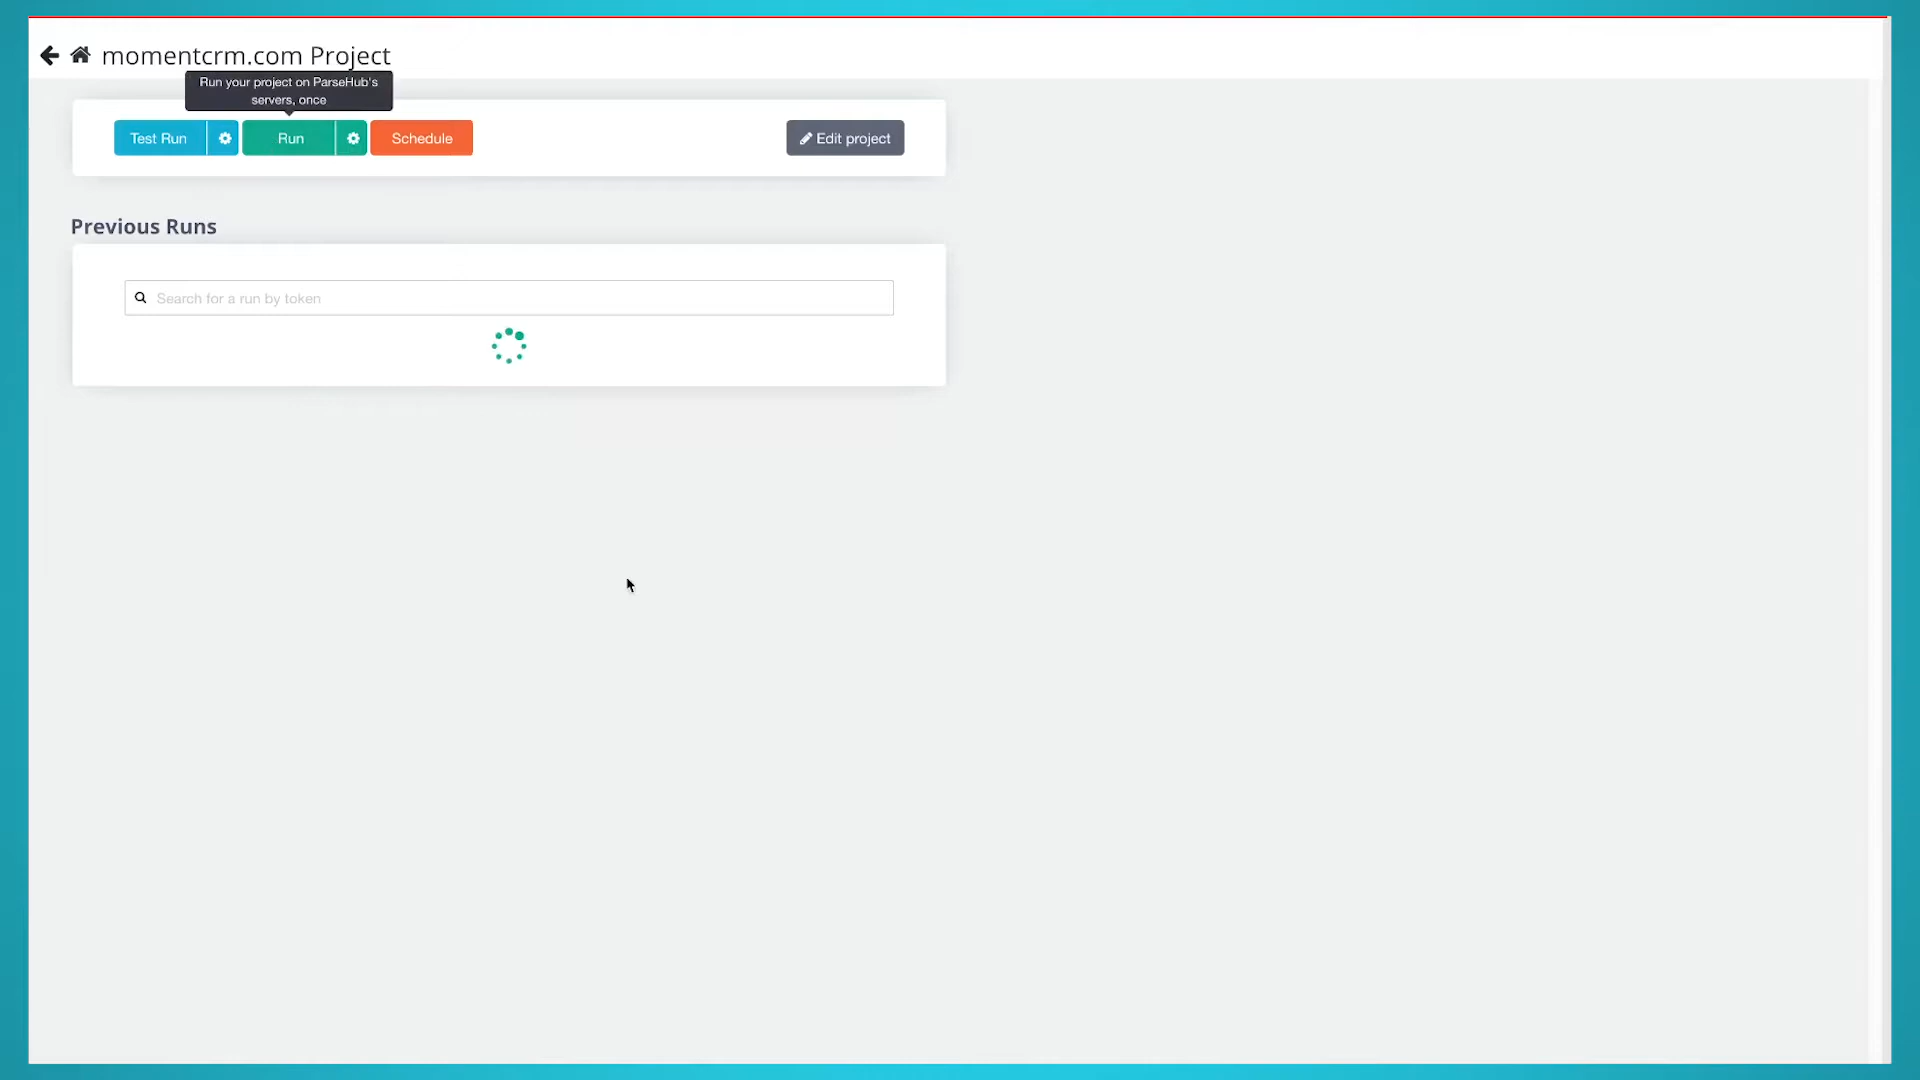 momentcrm.com Project
Run your project on ParseHub's
servers, once
Test Run
Run
Schedule
Edit project
Previous Runs
Search for a run by token